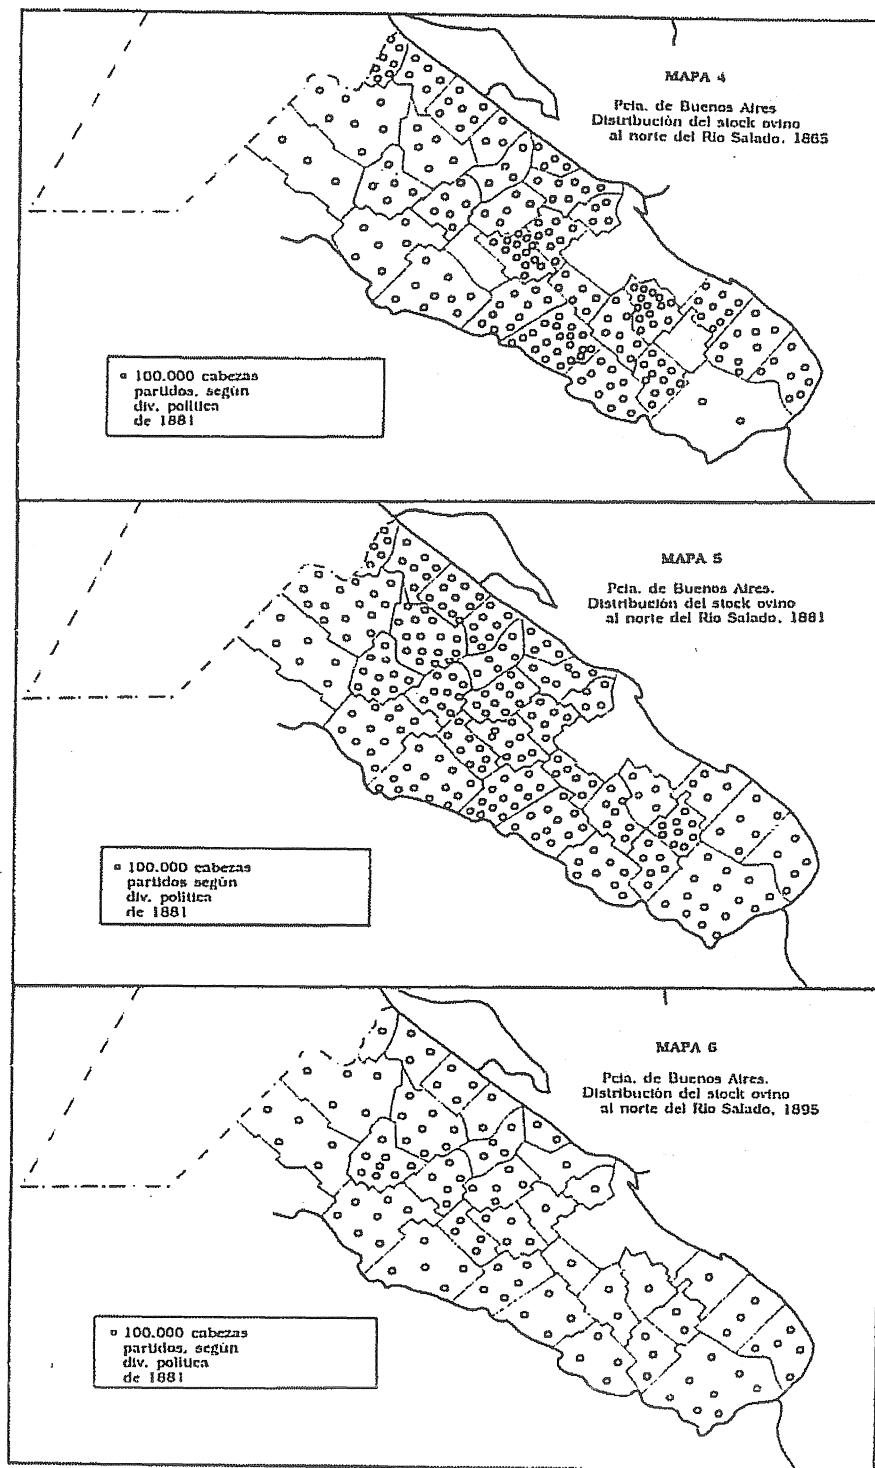 MAPA 4
Pcia. de Buenos Aires
Distribución del stock ovino
al norte del Río Salado. 1865
100.000 cabezas
partidos, según
div. política
de 1881
MAPA 5
Pcia. de Buenos Aires.
Distribución del stock ovino
al norte del Río Salado, 1881
100.000 cabezas
partidos según
div. política
de 1881
MAPA 6
Pcia. de Buenos Aires.
Distribución del stock ovino
al norte del Río Salado, 1895
100.000 cabezas
partidos, según
div. política
de 1881